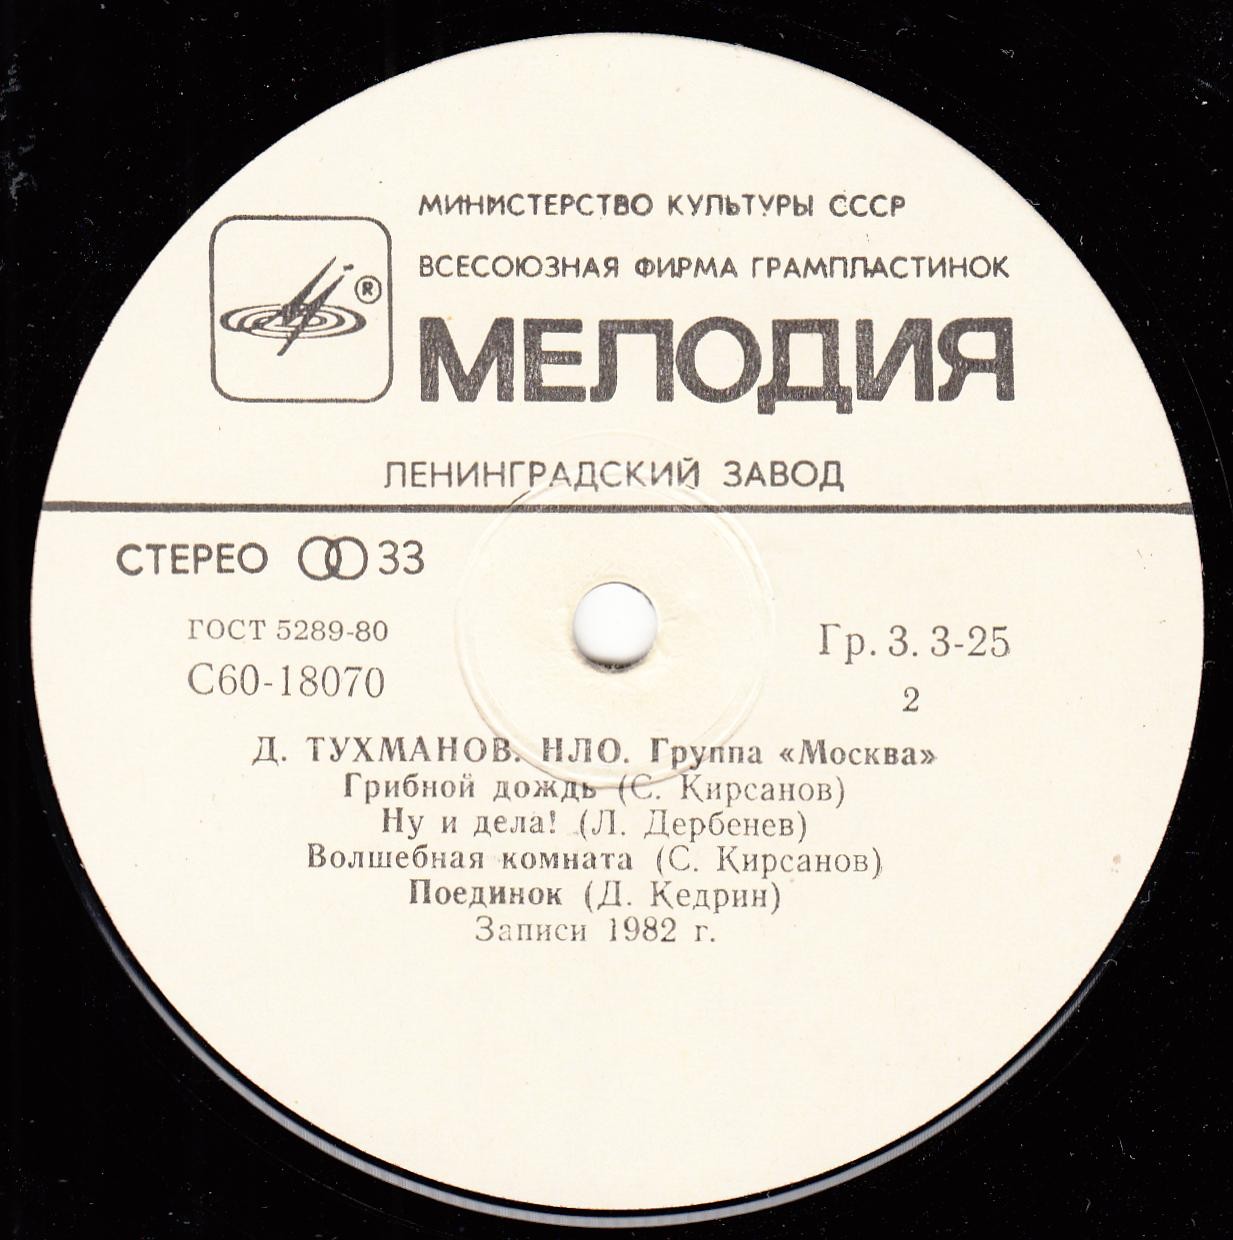 МИНИСТЕРСТВО КУЛЬТУРЫ СССР
ВСЕСОЮЗНАЯ ФИРМА ГРАМПЛАСТИНОК
®
МЕЛОДИЯ
ЛЕНИНГРАДСКИЙ ЗАВОД
СТЕРЕО 33
ГОСТ 5289-80
С60-18070
Гр. 3. 3-25
2
Д. ТУХМАНОВ. НЛО. Группа «Москва»
Грибной дождь (С. Кирсанов)
Ну и дела! (Л. Дербенев)
Волшебная комната (С. Кирсанов)
Поединок (Д. Кедрин)
Записи 1982 г.